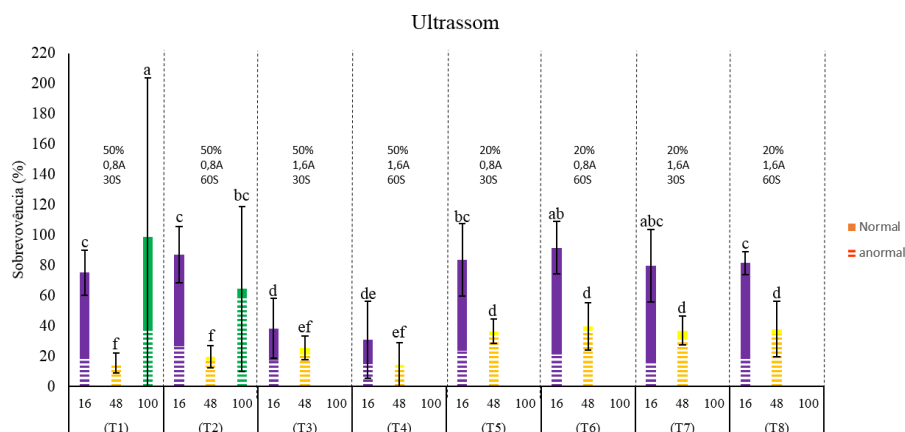 Ultrassom
Sobrevovência (%)
220
200
180
160
140
120
100
80
60
40
20
0
50%
0,8A
30S
50%
0,8A
60S
50%
1,6A
30S
50%
1,6A
60S
20%
0,8A
30S
20%
0,8A
60S
20%
1,6A
30S
20%
1,6A
60S
c f a
c f bc
d ef
de ef
bc d
ab d
abc d
c d
Normal
anormal
16 48 100 16 48 100 16 48 100 16 48 100 16 48 100 16 48 100 16 48 100 16 48 100
(T1) (T2) (T3) (T4) (T5) (T6) (T7) (T8)